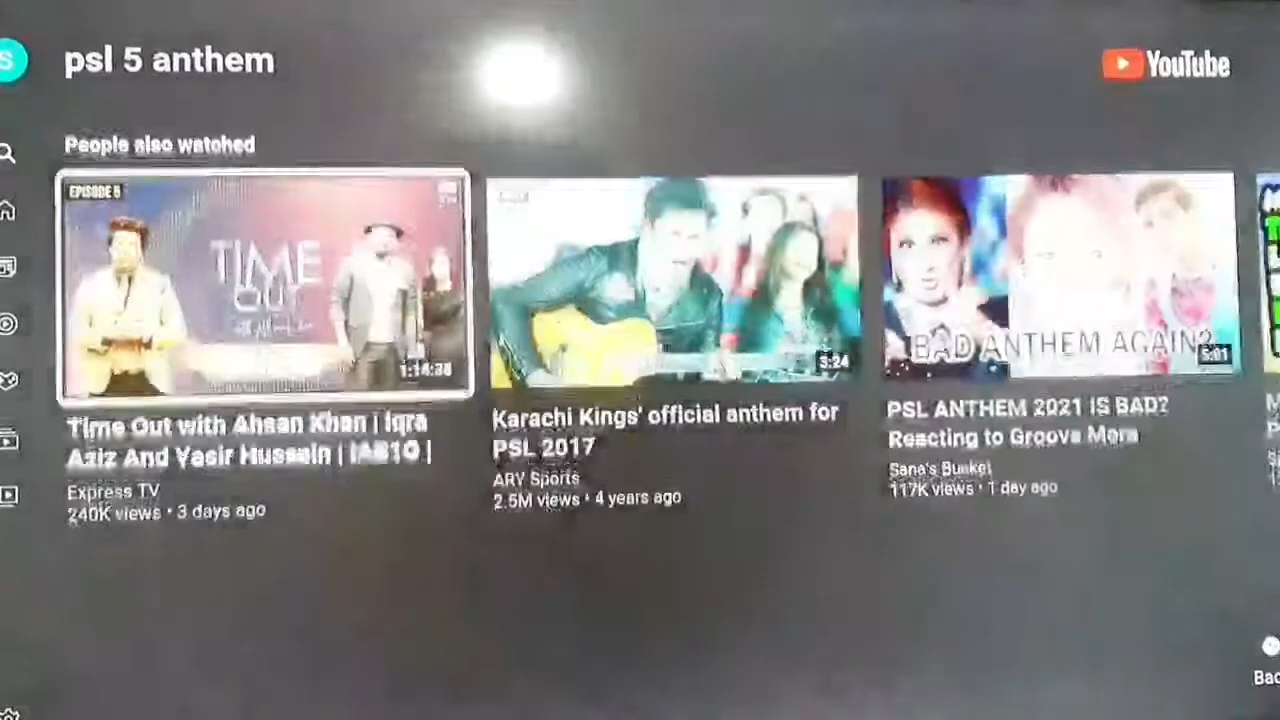 S
psl 5 anthem
YouTube
People also watched
EPISODE 5
TIME
OUT
1:14:38
Time Out with Ahsan Khan | Iqra
Aziz And Yasir Hussain | IAB1O |
Express TV
240K views • 3 days ago
5:24
Karachi Kings' official anthem for
PSL 2017
ARY Sports
2.5M views • 4 years ago
BAD ANTHEM AGAIN?
5:01
PSL ANTHEM 2021 IS BAD?
Reacting to Groove Mera
Sana's Bucket
117K views • 1 day ago
Bac